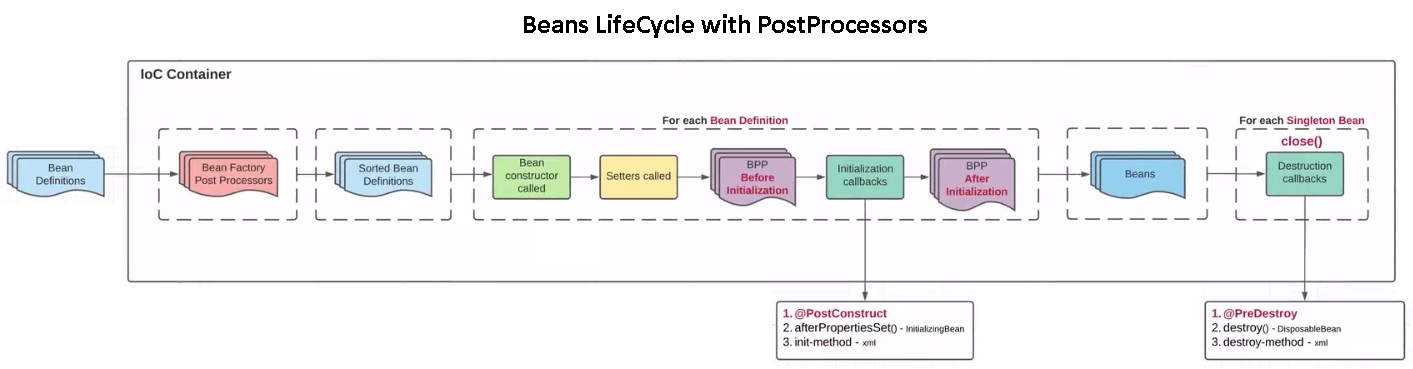 Beans LifeCycle with PostProcessors
IoC Container
For each Bean Definition
For each Singleton Bean
close()
Bean
Definitions
Bean Factory
Post Processors
Sorted Bean
Definitions
Bean
constructor
called
Setters called
BPP
Before
Initialization
Initialization
callbacks
BPP
After
Initialization
Beans
Destruction
callbacks
1. @PostConstruct
2. afterPropertiesSet() - InitializingBean
3. init-method - xml
1. @PreDestroy
2. destroy() - DisposableBean
3. destroy-method - xml